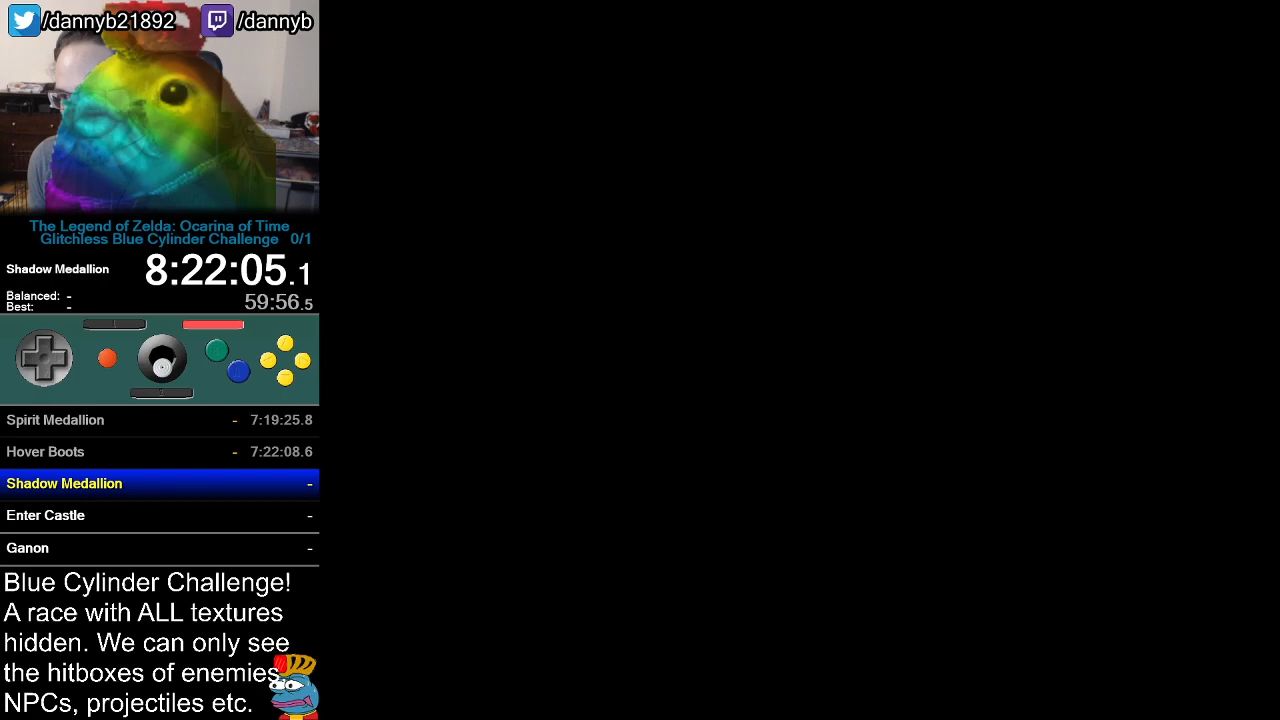 /dannyb21892 /dannyb
The Legend of Zelda: Ocarina of Time
Glitchless Blue Cylinder Challenge 0/1
Shadow Medallion 8:22:05.1
Balanced: - 59:56.5
Best: -
Spirit Medallion - 7:19:25.8
Hover Boots - 7:22:08.6
Shadow Medallion -
Enter Castle -
Ganon -
Blue Cylinder Challenge!
A race with ALL textures
hidden. We can only see
the hitboxes of enemies
NPCs, projectiles etc.